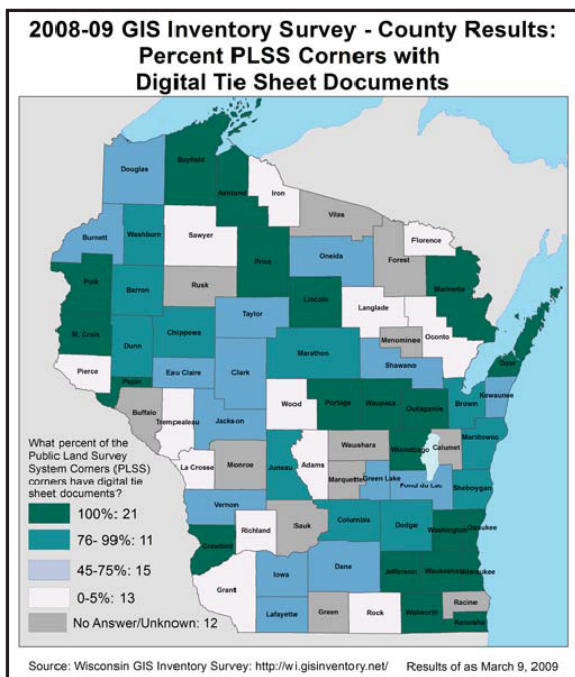 2008-09 GIS Inventory Survey - County Results:
Percent PLSS Corners with
Digital Tie Sheet Documents
Douglas
Bayfield
Ashland
Iron
Vilas
Burnett
Washburn
Sawyer
Florence
Forest
Price
Oneida
Marinette
Polk
Barron
Rusk
Lincoln
Taylor
Langlade
Oconto
Chippewa
St. Croix
Dunn
Marathon
Menominee
Door
Pierce
Pepin
Eau Claire
Clark
Shawano
Kewaunee
Buffalo
Trempealeau
Jackson
Wood
Portage
Waupaca
Outagamie
Brown
Waushara
Winnebago
Calumet
Manitowoc
La Crosse
Monroe
Juneau
Adams
Marquette
Green Lake
Fond du Lac
Sheboygan
Vernon
Richland
Sauk
Columbia
Dodge
Washington
Ozaukee
Crawford
Grant
Iowa
Dane
Jefferson
Waukesha
Milwaukee
Lafayette
Green
Rock
Walworth
Racine
Kenosha
What percent of the
Public Land Survey
System Corners (PLSS)
corners have digital tie
sheet documents?
100%: 21
76- 99%: 11
45-75%: 15
0-5%: 13
No Answer/Unknown: 12
Source: Wisconsin GIS Inventory Survey: http://wi.gisinventory.net/ Results of as March 9, 2009